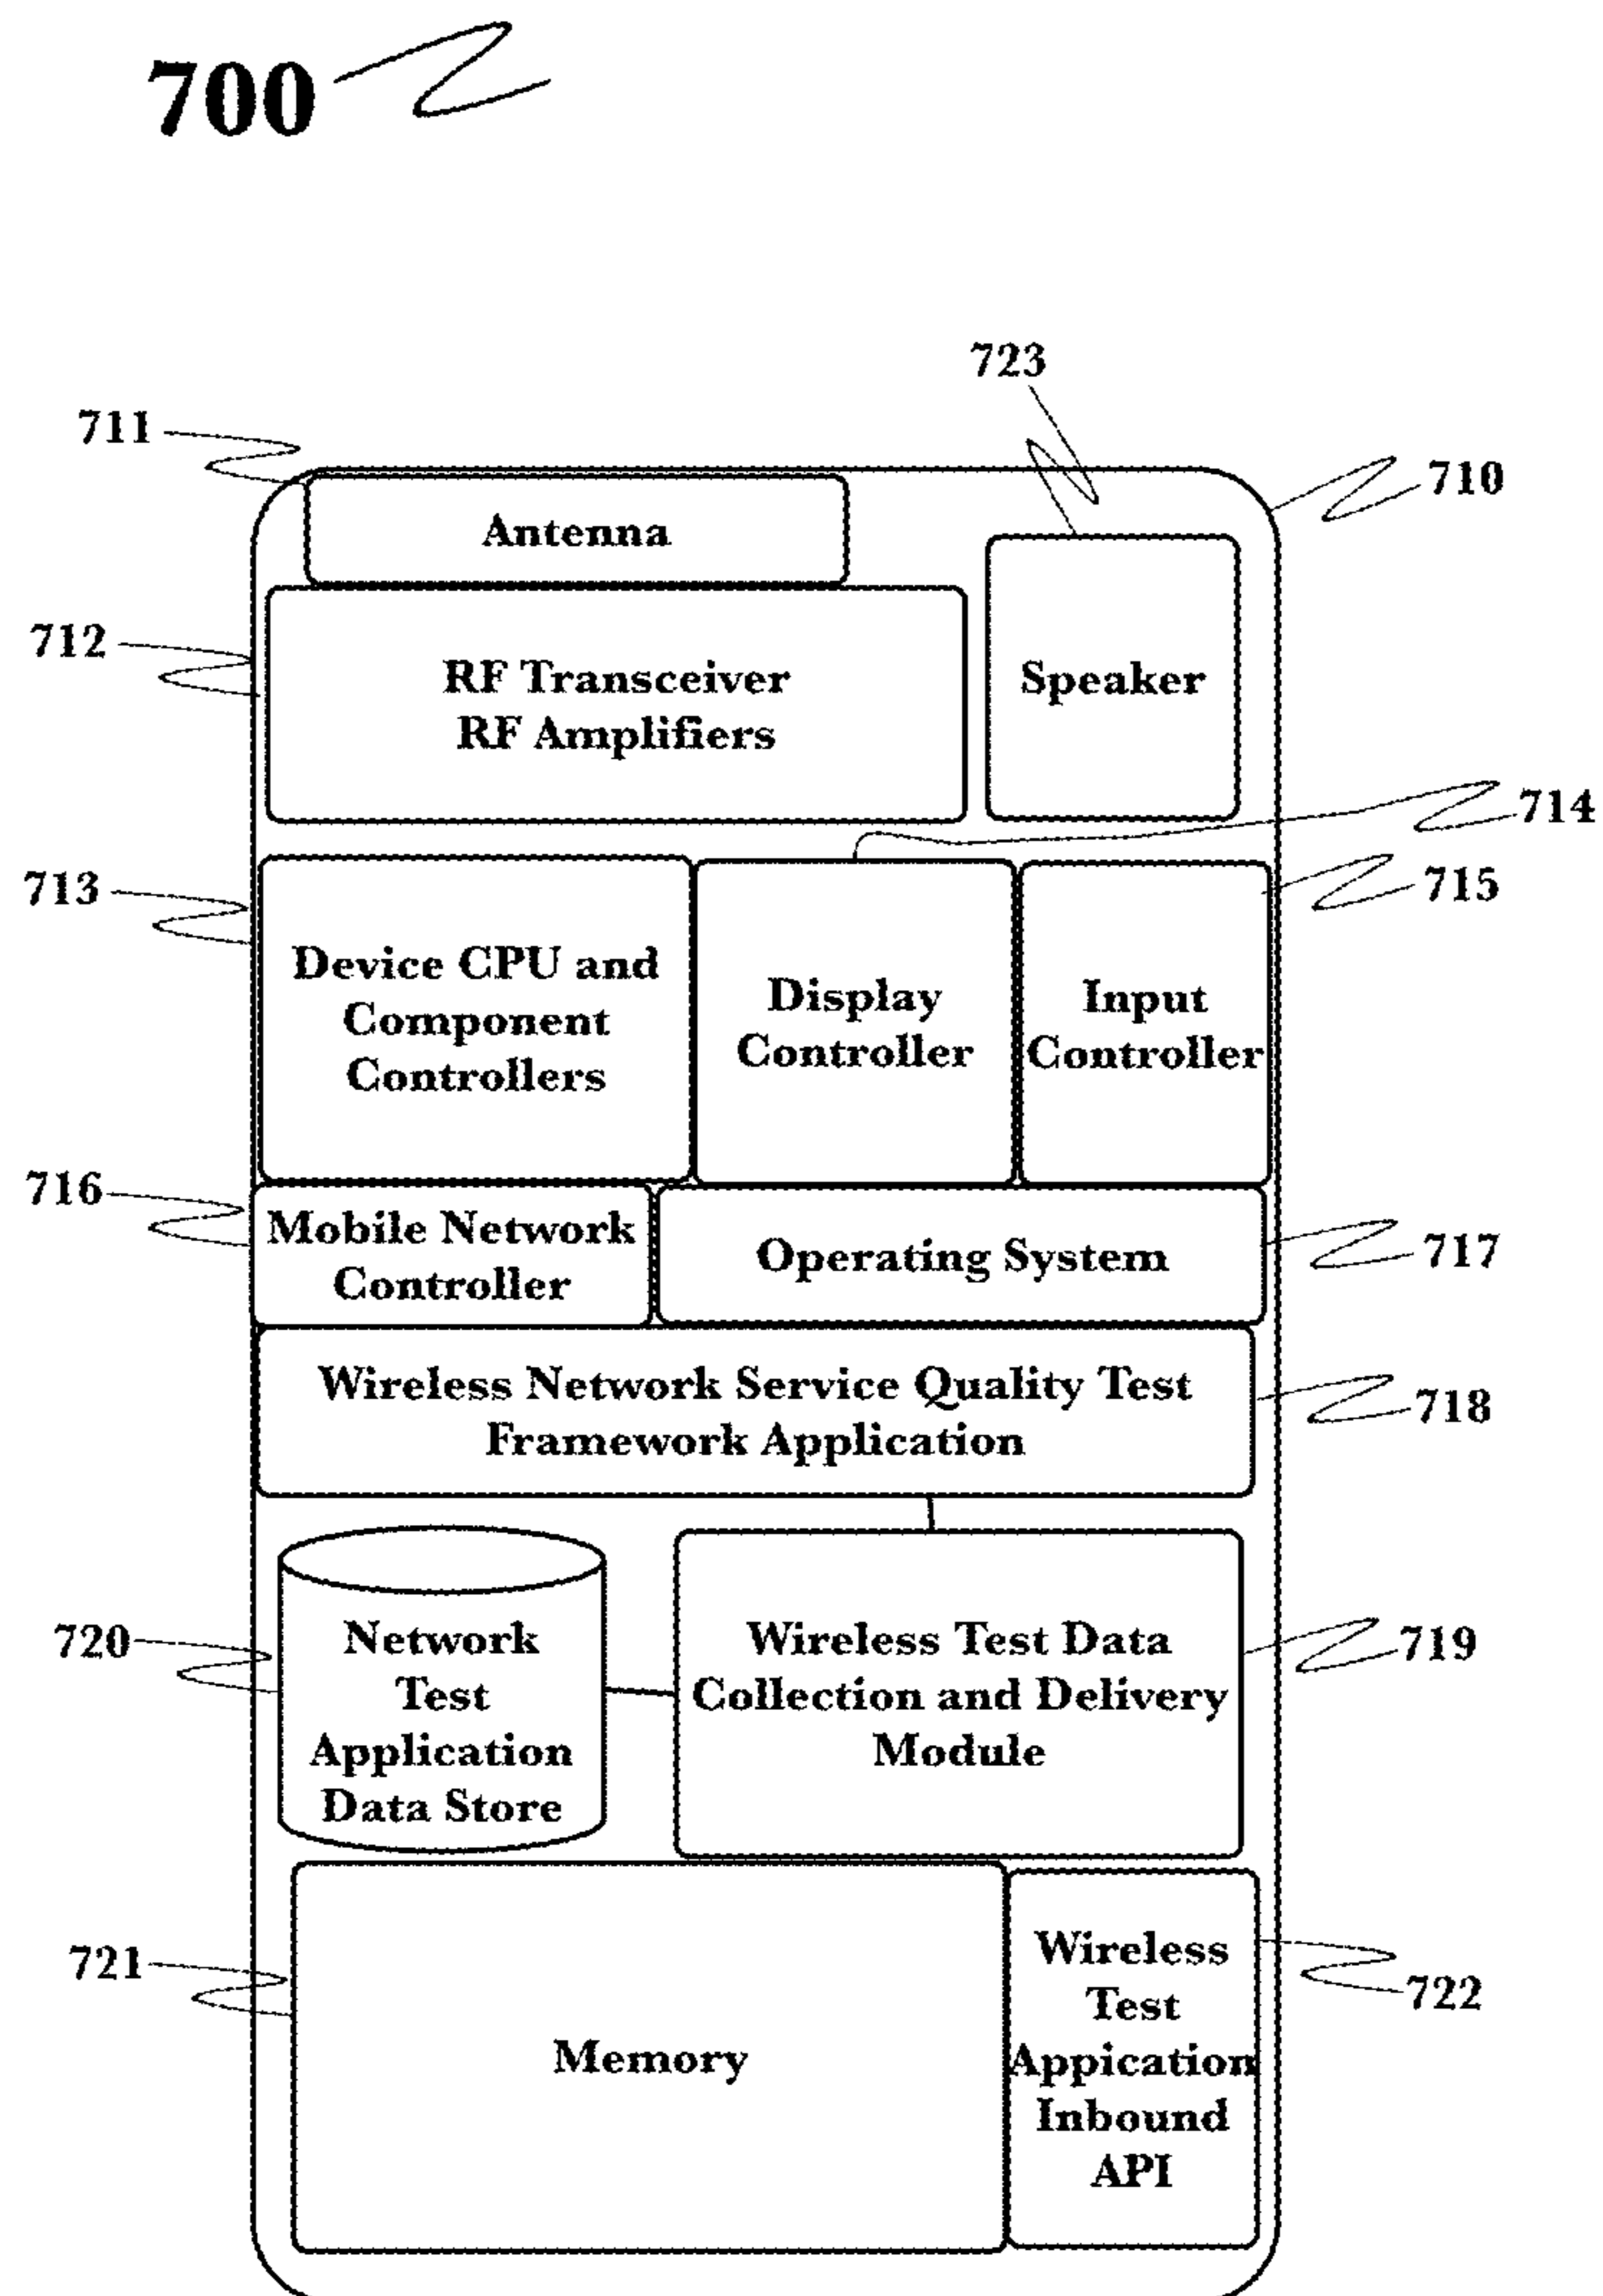 700
723
711
710
Antenna
712
RF Transceiver
RF Amplifiers
Speaker
714
713
715
Device CPU and
Component
Controllers
Display
Controller
Input
Controller
716
Mobile Network
Controller
Operating System
717
Wireless Network Service Quality Test
Framework Application
718
720
Network
Test
Application
Data Store
Wireless Test Data
Collection and Delivery
Module
719
721
Memory
Wireless
Test
Appication
Inbound
API
722